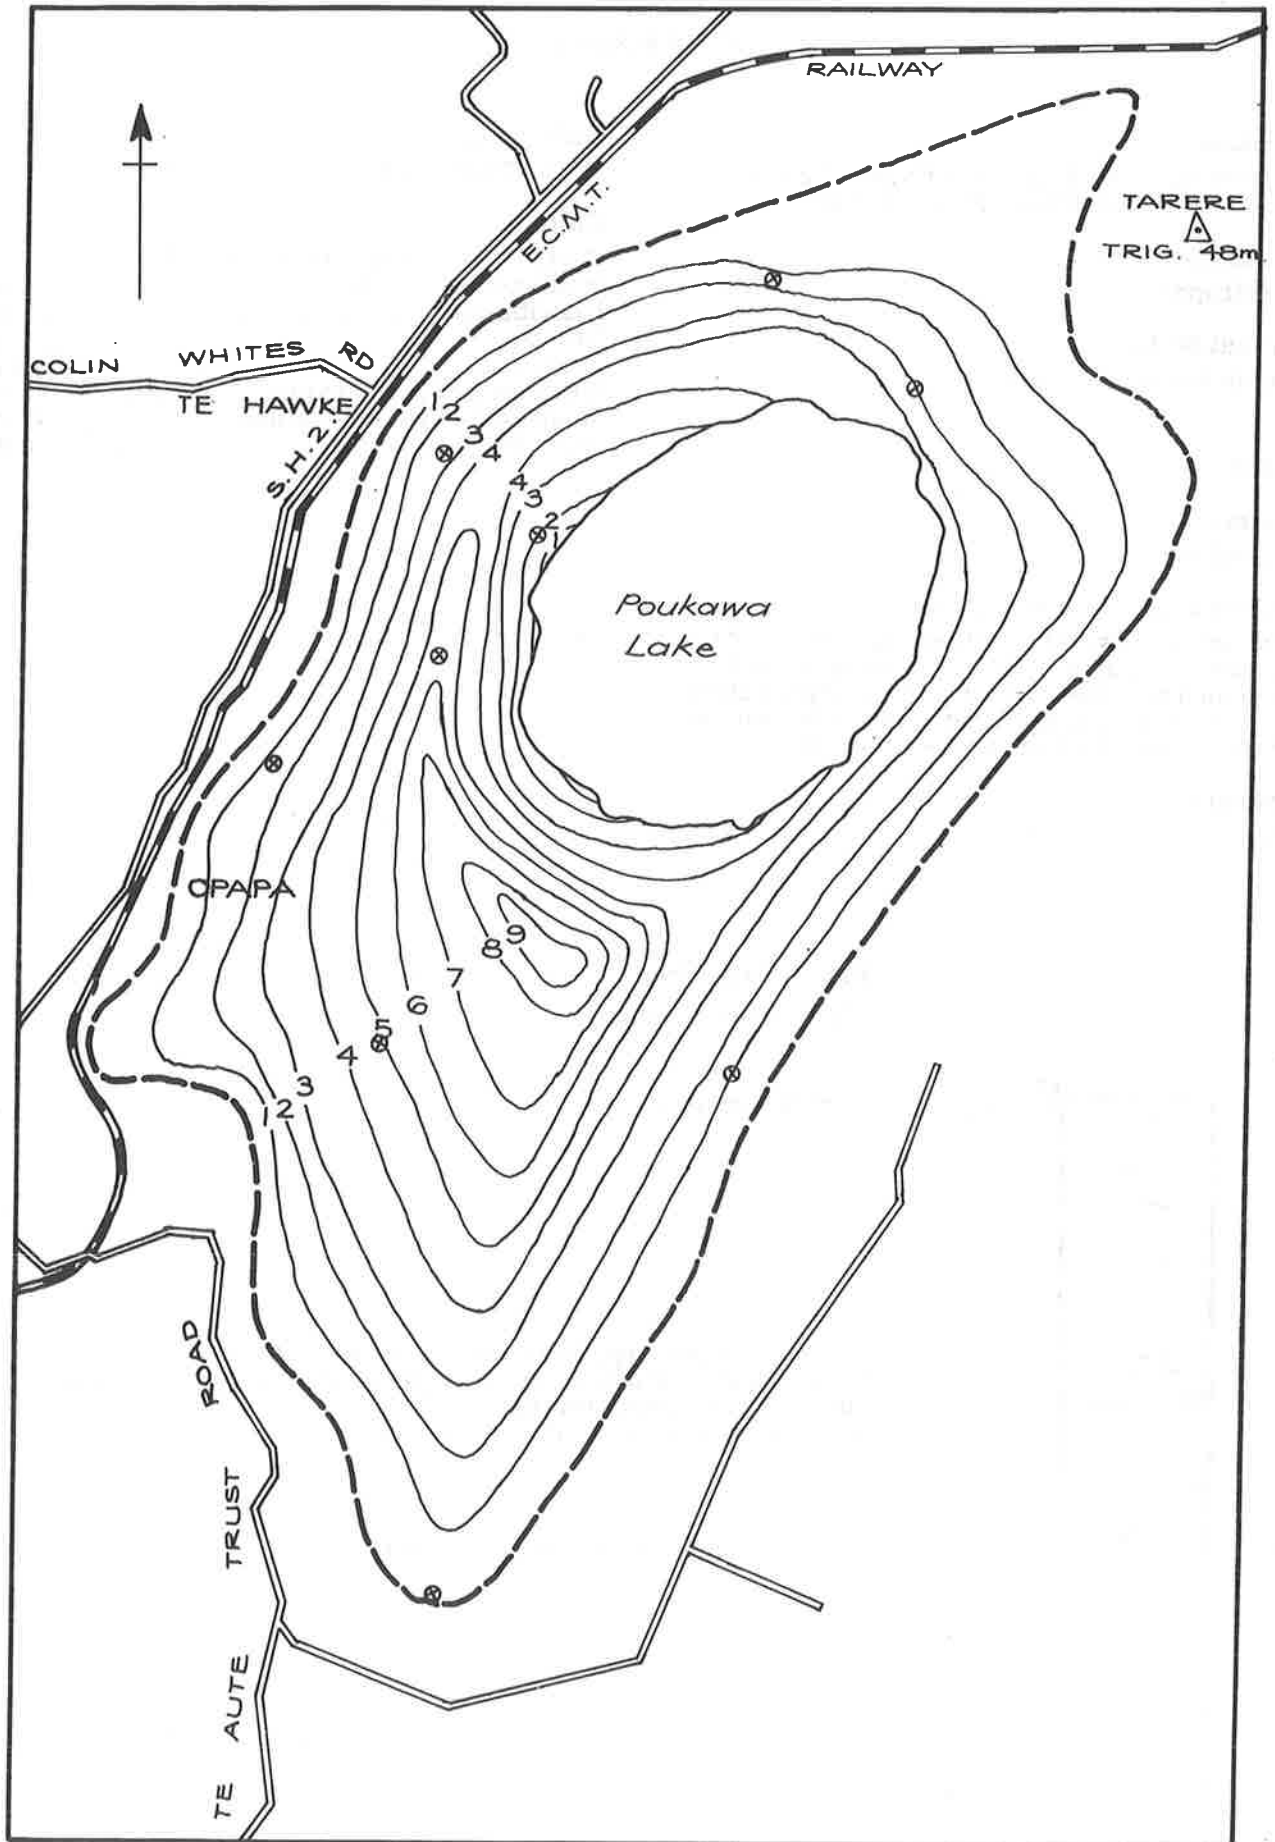 RAILWAY
E.C.M.T.
TARERE
TRIG. 48m
COLIN WHITES RD
TE HAWKE
S.H.2.
1 2 3 4
4 3 2 1
Poukawa
Lake
OPAPA
9
8
7
6
5
4
3
2
1
TE AUTE TRUST ROAD